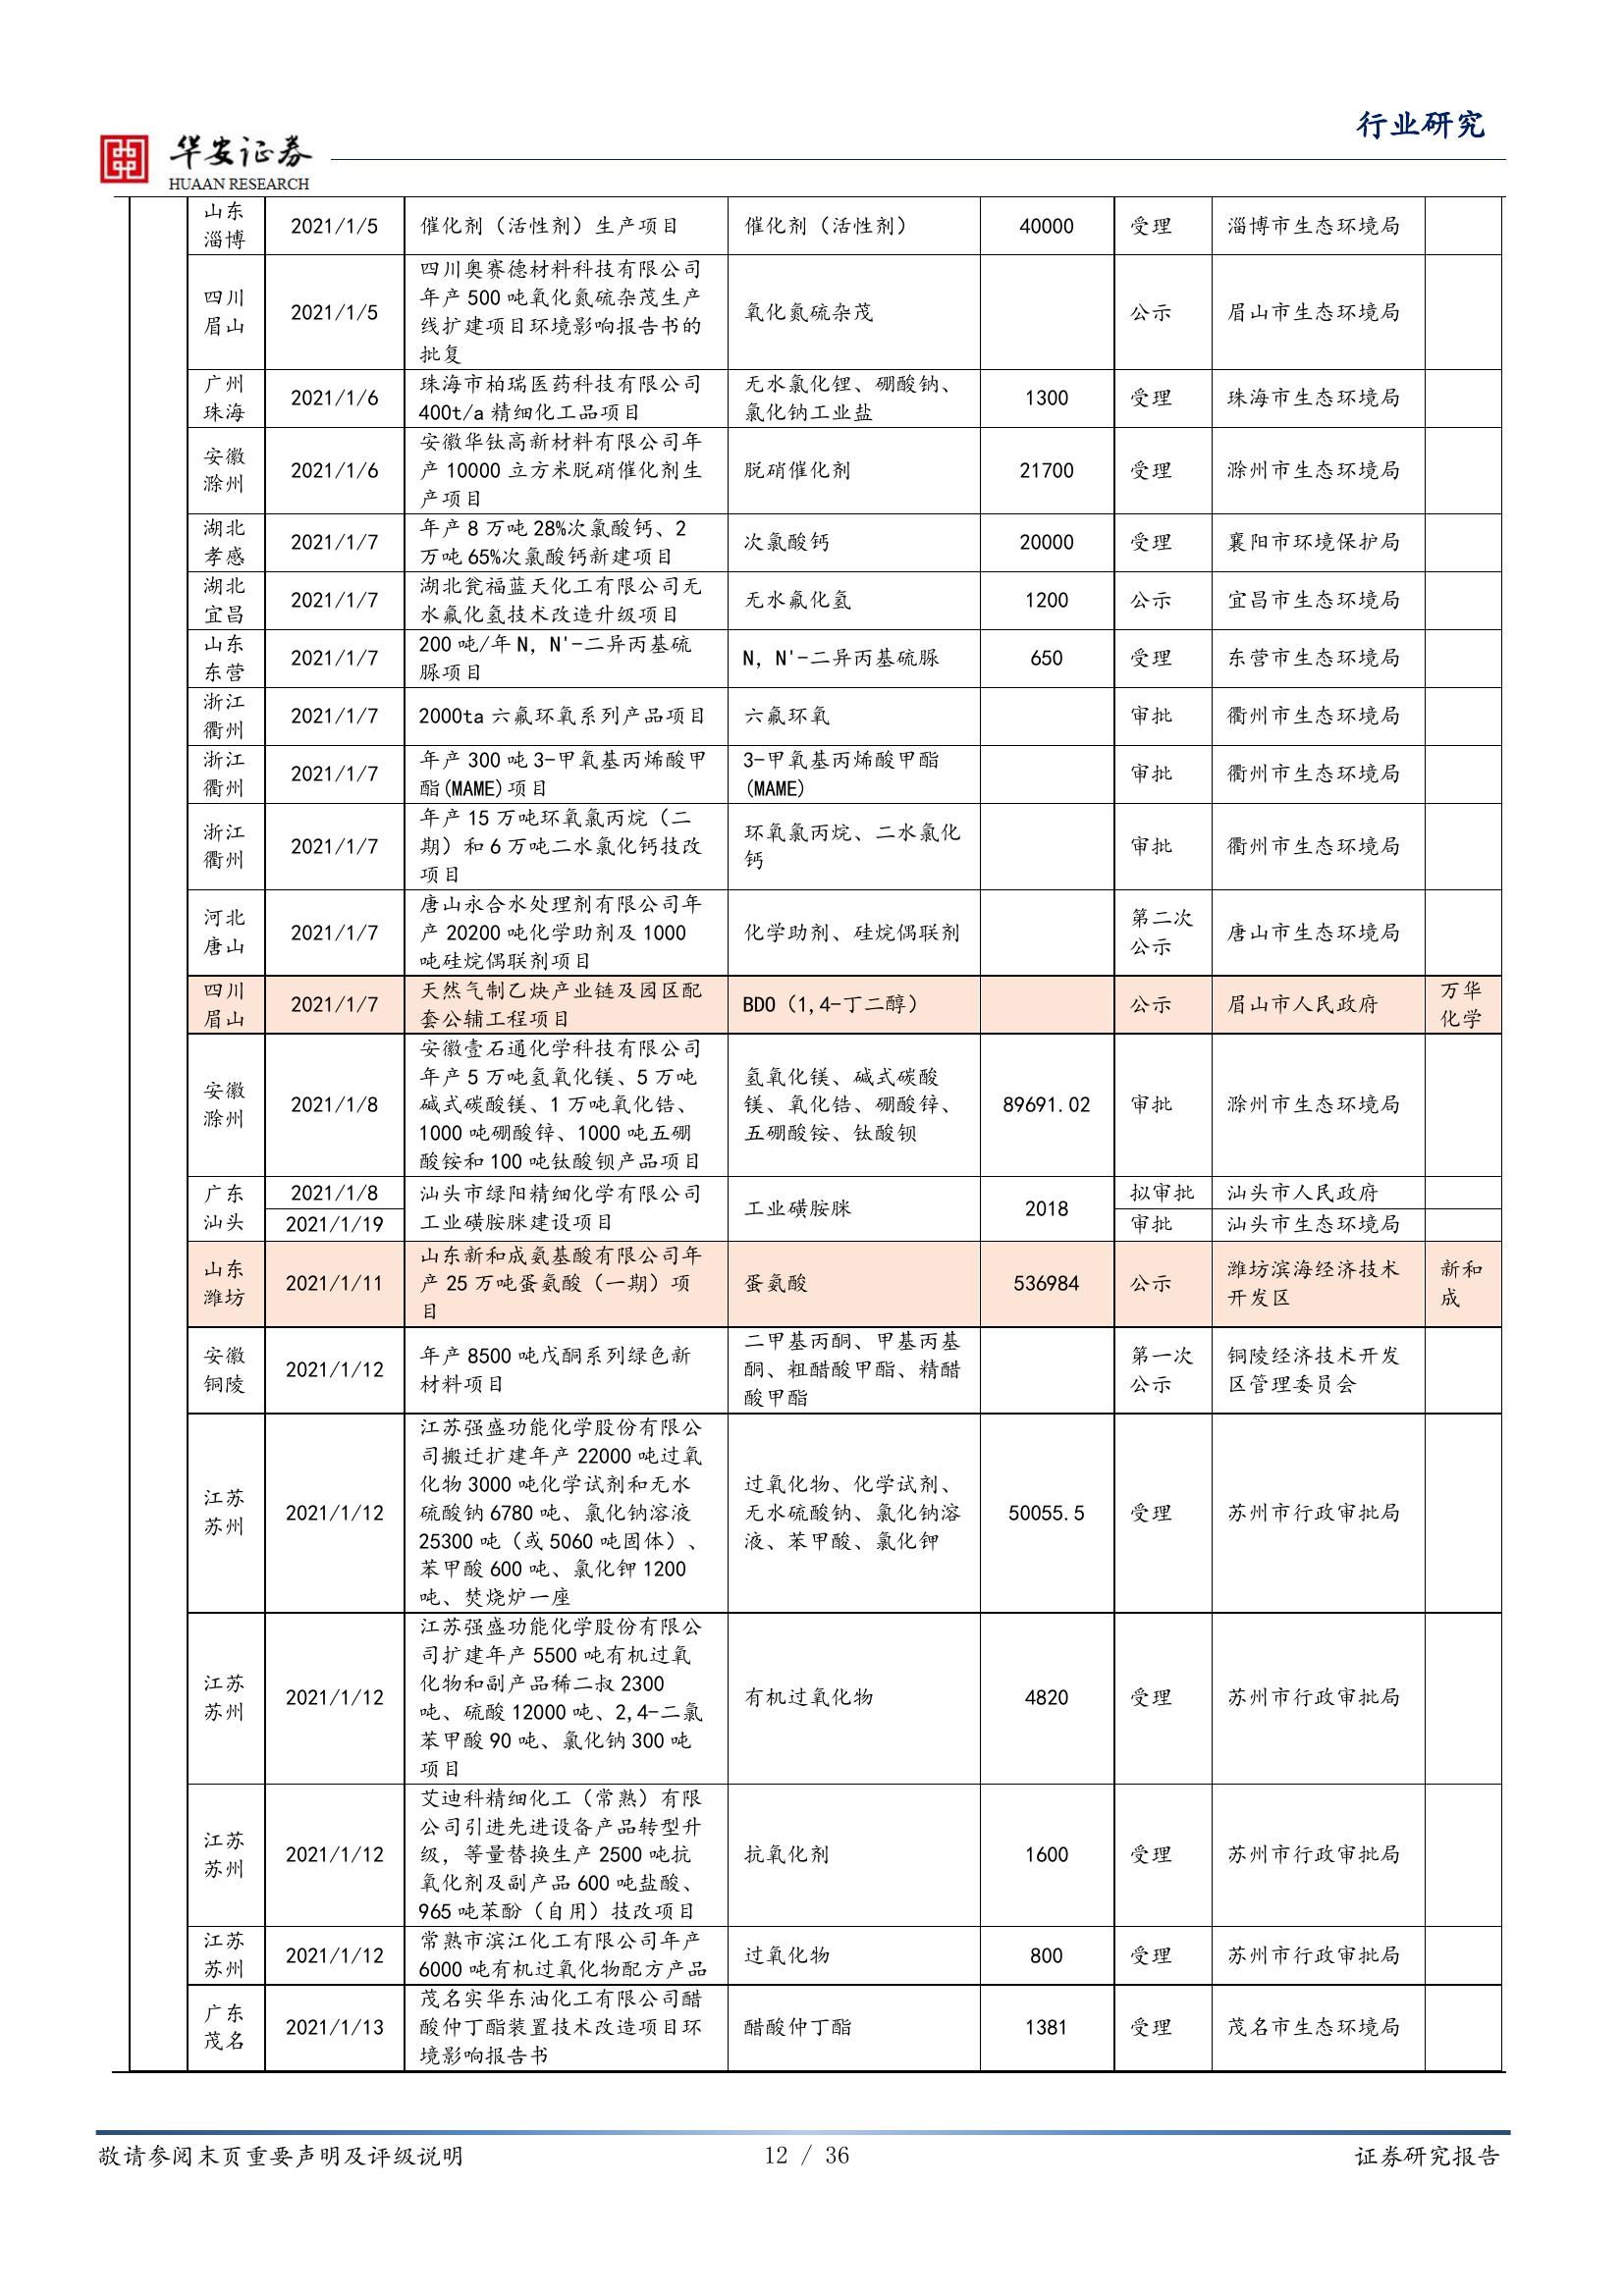 行业研究
华安证券
HUAAN RESEARCH
山东
淄博
2021/1/5
催化剂（活性剂）生产项目
催化剂（活性剂）
40000
受理
淄博市生态环境局
四川
眉山
2021/1/5
四川奥赛德材料科技有限公司
年产500吨氧化氮硫杂茂生产
线扩建项目环境影响报告书的
批复
氧化氮硫杂茂
公示
眉山市生态环境局
广州
珠海
2021/1/6
珠海市柏瑞医药科技有限公司
400t/a精细化工品项目
无水氯化锂、硼酸钠、
氯化钠工业盐
1300
受理
珠海市生态环境局
安徽
滁州
2021/1/6
安徽华钛高新材料有限公司年
产10000立方米脱硝催化剂生
产项目
脱硝催化剂
21700
受理
滁州市生态环境局
湖北
孝感
2021/1/7
年产8万吨28%次氯酸钙、2
万吨65%次氯酸钙新建项目
次氯酸钙
20000
受理
襄阳市环境保护局
湖北
宜昌
2021/1/7
湖北瓮福蓝天化工有限公司无
水氟化氢技术改造升级项目
无水氟化氢
1200
公示
宜昌市生态环境局
山东
东营
2021/1/7
200吨/年N，N'-二异丙基硫
脲项目
N，N'-二异丙基硫脲
650
受理
东营市生态环境局
浙江
衢州
2021/1/7
2000ta六氟环氧系列产品项目
六氟环氧
审批
衢州市生态环境局
浙江
衢州
2021/1/7
年产300吨3-甲氧基丙烯酸甲
酯(MAME)项目
3-甲氧基丙烯酸甲酯
(MAME)
审批
衢州市生态环境局
浙江
衢州
2021/1/7
年产15万吨环氧氯丙烷（二
期）和6万吨二水氯化钙技改
项目
环氧氯丙烷、二水氯化
钙
审批
衢州市生态环境局
河北
唐山
2021/1/7
唐山永合水处理剂有限公司年
产20200吨化学助剂及1000
吨硅烷偶联剂项目
化学助剂、硅烷偶联剂
第二次
公示
唐山市生态环境局
四川
眉山
2021/1/7
天然气制乙炔产业链及园区配
套公辅工程项目
BDO（1,4-丁二醇）
公示
眉山市人民政府
万华
化学
安徽
滁州
2021/1/8
安徽壹石通化学科技有限公司
年产5万吨氢氧化镁、5万吨
碱式碳酸镁、1万吨氧化锆、
1000吨硼酸锌、1000吨五硼
酸铵和100吨钛酸钡产品项目
氢氧化镁、碱式碳酸
镁、氧化锆、硼酸锌、
五硼酸铵、钛酸钡
89691.02
审批
滁州市生态环境局
广东
汕头
2021/1/8
2021/1/19
汕头市绿阳精细化学有限公司
工业磺胺脒建设项目
工业磺胺脒
2018
拟审批
汕头市人民政府
审批
汕头市生态环境局
山东
潍坊
2021/1/11
山东新和成氨基酸有限公司年
产25万吨蛋氨酸（一期）项
目
蛋氨酸
536984
公示
潍坊滨海经济技术
开发区
新和
成
安徽
铜陵
2021/1/12
年产8500吨戊酮系列绿色新
材料项目
二甲基丙酮、甲基丙基
酮、粗醋酸甲酯、精醋
酸甲酯
第一次
公示
铜陵经济技术开发
区管理委员会
江苏
苏州
2021/1/12
江苏强盛功能化学股份有限公
司搬迁扩建年产22000吨过氧
化物3000吨化学试剂和无水
硫酸钠6780吨、氯化钠溶液
25300吨（或5060吨固体）、
苯甲酸600吨、氯化钾1200
吨、焚烧炉一座
过氧化物、化学试剂、
无水硫酸钠、氯化钠溶
液、苯甲酸、氯化钾
50055.5
受理
苏州市行政审批局
江苏
苏州
2021/1/12
江苏强盛功能化学股份有限公
司扩建年产5500吨有机过氧
化物和副产品稀二叔2300
吨、硫酸12000吨、2,4-二氯
苯甲酸90吨、氯化钠300吨
项目
有机过氧化物
4820
受理
苏州市行政审批局
江苏
苏州
2021/1/12
艾迪科精细化工（常熟）有限
公司引进先进设备产品转型升
级，等量替换生产2500吨抗
氧化剂及副产品600吨盐酸、
965吨苯酚（自用）技改项目
抗氧化剂
1600
受理
苏州市行政审批局
江苏
苏州
2021/1/12
常熟市滨江化工有限公司年产
6000吨有机过氧化物配方产品
过氧化物
800
受理
苏州市行政审批局
广东
茂名
2021/1/13
茂名实华东油化工有限公司醋
酸仲丁酯装置技术改造项目环
境影响报告书
醋酸仲丁酯
1381
受理
茂名市生态环境局
敬请参阅末页重要声明及评级说明
12 / 36
证券研究报告